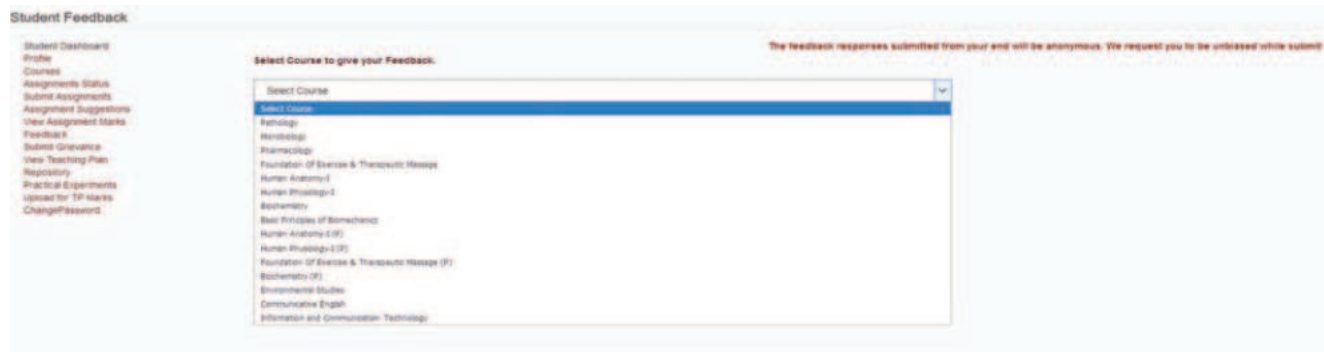 Student Feedback
Student Dashboard
Profile
Courses
Assignments Status
Submit Assignments
Assignment Suggestions
View Assignment Marks
Feedback
Submit Grievance
View Teaching Plan
Repository
Practical Experiments
Upload for TP Marks
ChangePassword
The feedback responses submitted from your end will be anonymous. We request you to be unbiased while submit
Select Course to give your Feedback.
Select Course
Select Course
Pathology
Microbiology
Pharmacology
Foundation Of Exercise & Therapeutic Massage
Human Anatomy-I
Human Physiology-I
Biochemistry
Basic Principles of Biomechanics
Human Anatomy-I (P)
Human Physiology-I (P)
Foundation Of Exercise & Therapeutic Massage (P)
Biochemistry (P)
Environmental Studies
Communicative English
Information and Communication Technology